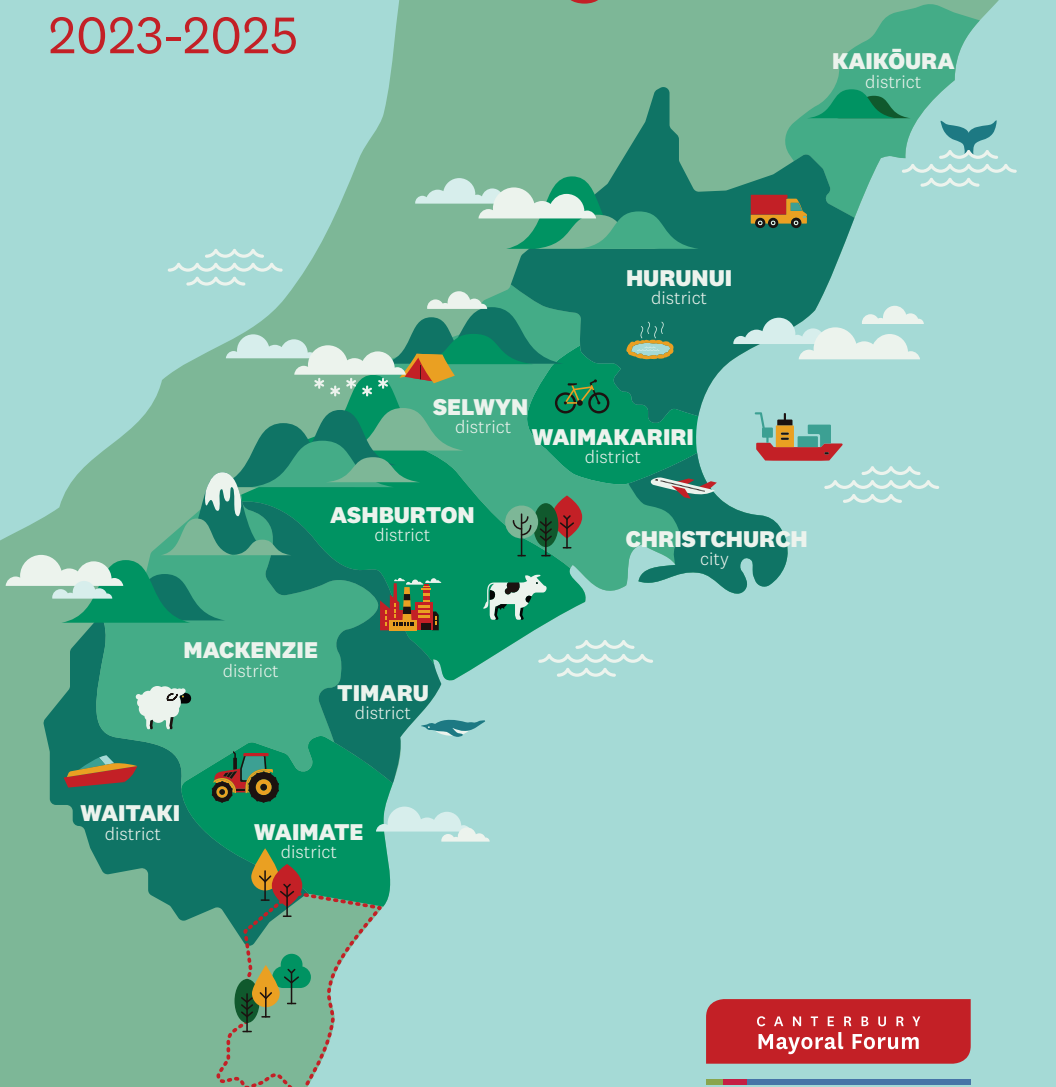 2023-2025
KAIKŌURA
district
HURUNUI
district
SELWYN
district
WAIMAKARIRI
district
ASHBURTON
district
CHRISTCHURCH
city
MACKENZIE
district
TIMARU
district
WAITAKI
district
WAIMATE
district
CANTERBURY
Mayoral Forum